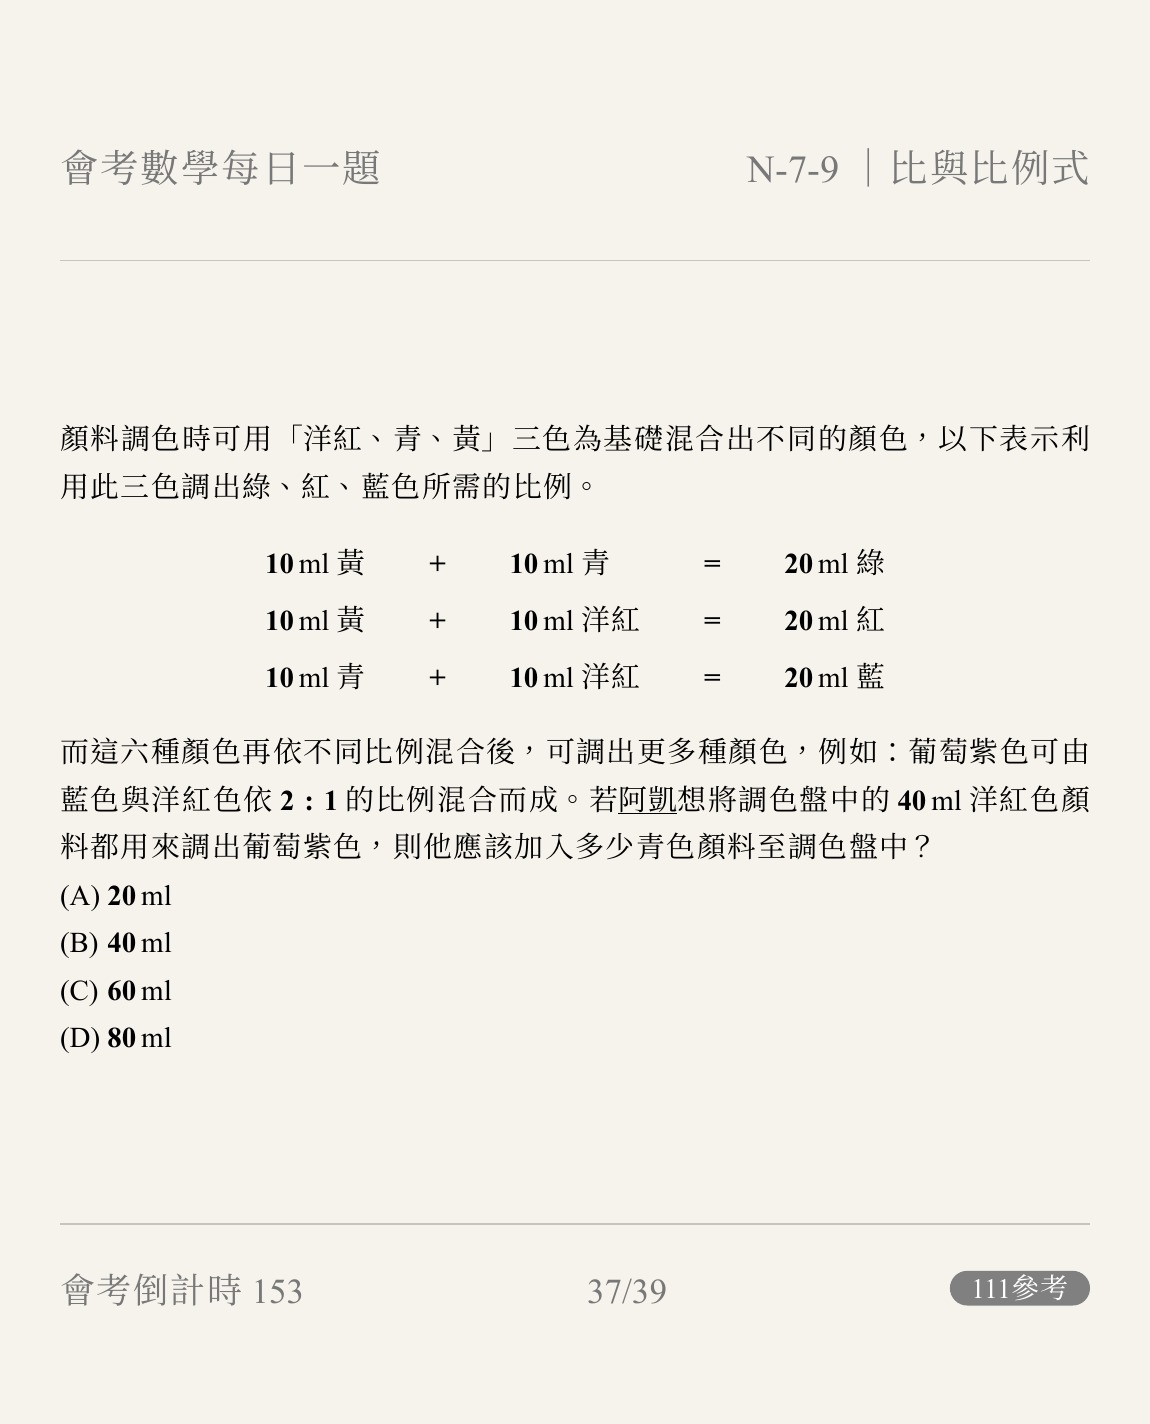 會考數學每日一題
N-7-9｜比與比例式
顏料調色時可用「洋紅、青、黃」三色為基礎混合出不同的顏色，以下表示利
用此三色調出綠、紅、藍色所需的比例。
10 ml 黃 + 10 ml 青 = 20 ml 綠
10 ml 黃 + 10 ml 洋紅 = 20 ml 紅
10 ml 青 + 10 ml 洋紅 = 20 ml 藍
而這六種顏色再依不同比例混合後，可調出更多種顏色，例如：葡萄紫色可由
藍色與洋紅色依 2：1 的比例混合而成。若阿凱想將調色盤中的 40 ml 洋紅色顏
料都用來調出葡萄紫色，則他應該加入多少青色顏料至調色盤中？
(A) 20 ml
(B) 40 ml
(C) 60 ml
(D) 80 ml
會考倒計時 153
37/39
111參考